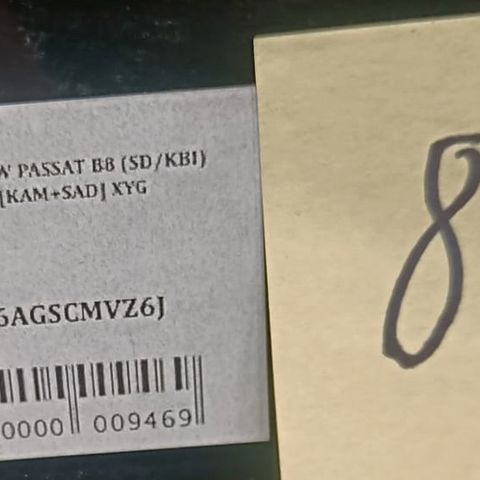 W PASSAT B8 (SD/KBI)
[KAM+SAD] XYG
6AGSCMVZ6J
0000 009469
8